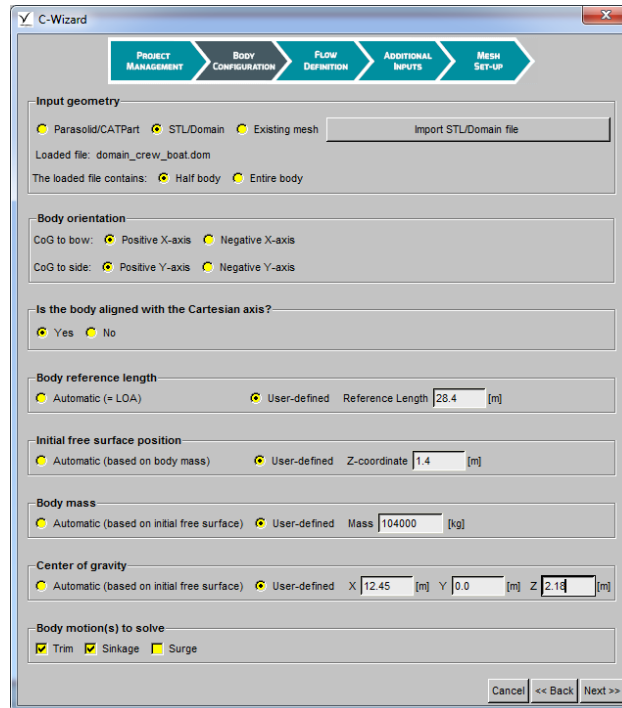 C-Wizard
PROJECT MANAGEMENT
BODY CONFIGURATION
FLOW DEFINITION
ADDITIONAL INPUTS
MESH SET-UP
Input geometry
Parasolid/CATPart STL/Domain Existing mesh Import STL/Domain file
Loaded file: domain_crew_boat.dom
The loaded file contains: Half body Entire body
Body orientation
CoG to bow: Positive X-axis Negative X-axis
CoG to side: Positive Y-axis Negative Y-axis
Is the body aligned with the Cartesian axis?
Yes No
Body reference length
Automatic (= LOA) User-defined Reference Length 28.4 [m]
Initial free surface position
Automatic (based on body mass) User-defined Z-coordinate 1.4 [m]
Body mass
Automatic (based on initial free surface) User-defined Mass 104000 [kg]
Center of gravity
Automatic (based on initial free surface) User-defined X 12.45 [m] Y 0.0 [m] Z 2.18 [m]
Body motion(s) to solve
Trim Sinkage Surge
Cancel << Back Next >>